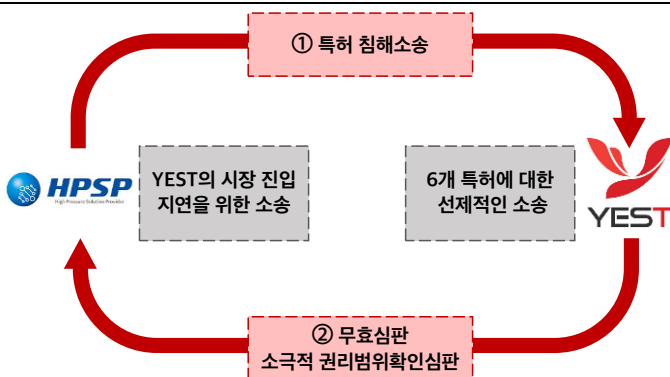 ① 특허 침해소송
HPSP
High Pressure Solution Provider
YEST의 시장 진입
지연을 위한 소송
6개 특허에 대한
선제적인 소송
YEST
② 무효심판
소극적 권리범위확인심판